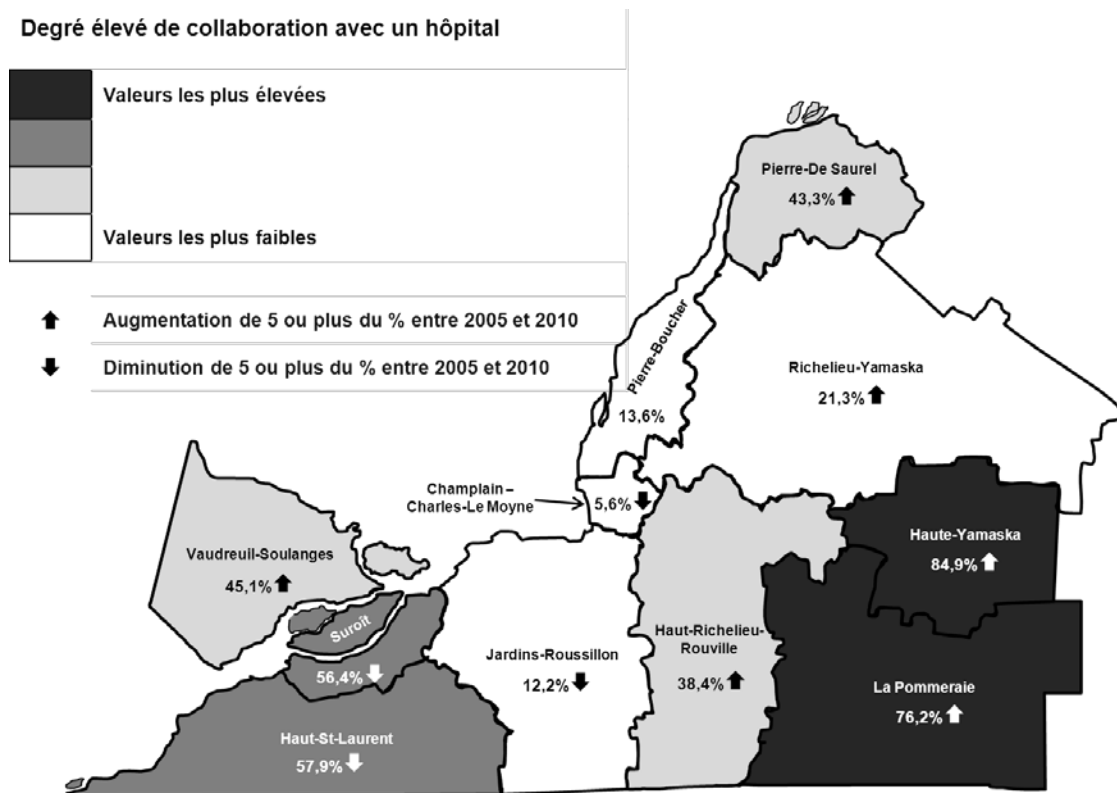 Degré élevé de collaboration avec un hôpital
Valeurs les plus élevées
Valeurs les plus faibles
Augmentation de 5 ou plus du % entre 2005 et 2010
Diminution de 5 ou plus du % entre 2005 et 2010
Pierre-De Saurel
43,3%
Pierre-Boucher
13,6%
Richelieu-Yamaska
21,3%
Champlain –
Charles-Le Moyne
5,6%
Vaudreuil-Soulanges
45,1%
Haute-Yamaska
84,9%
Suroît
56,4%
Jardins-Roussillon
12,2%
Haut-Richelieu-
Rouville
38,4%
La Pommeraie
76,2%
Haut-St-Laurent
57,9%